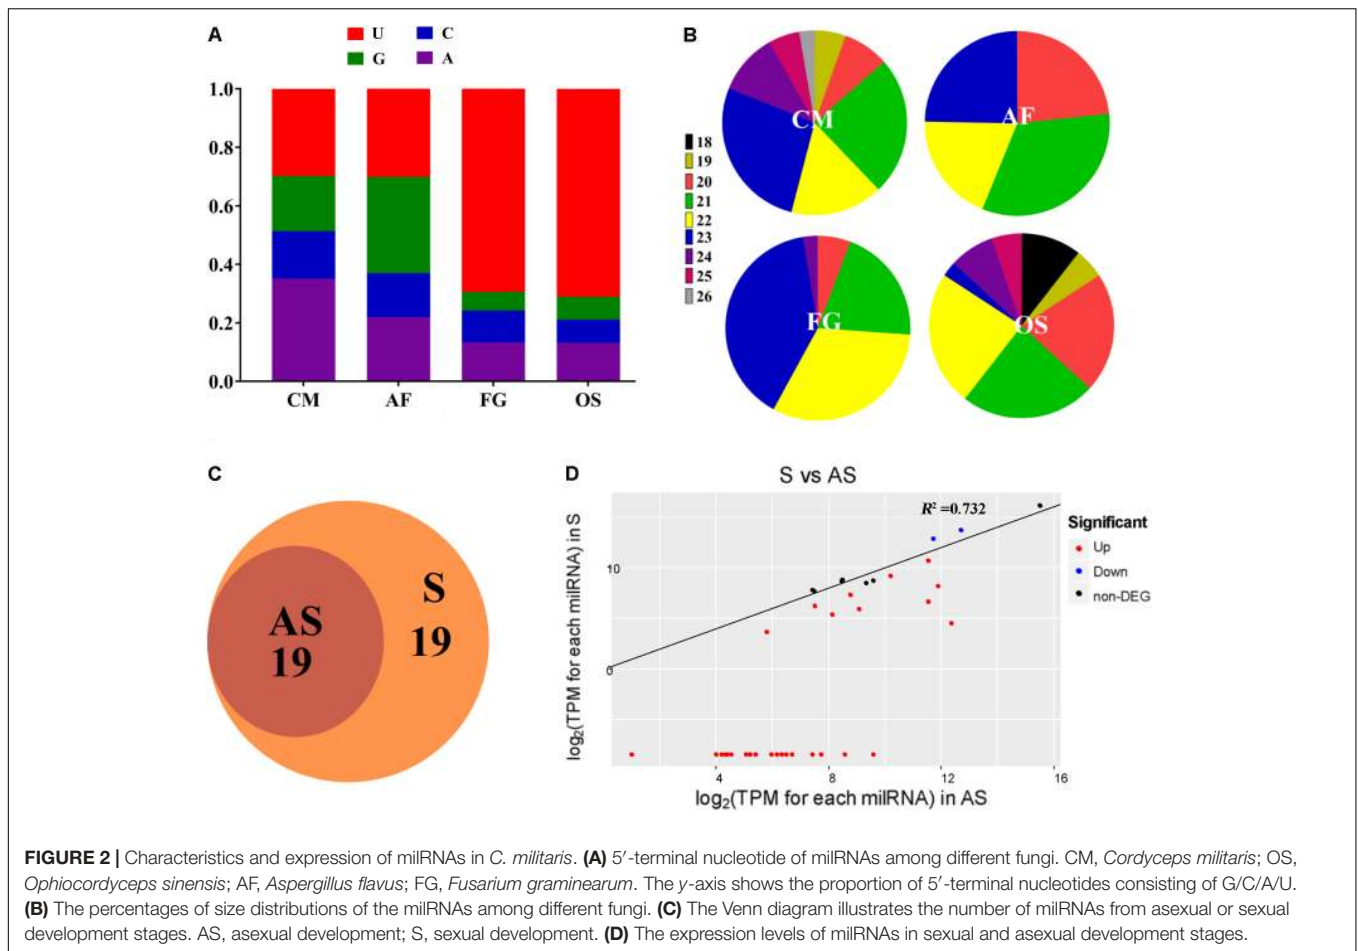 A
U
C
G
A
1.0
0.8
0.6
0.4
0.2
0.0
CM
AF
FG
OS
B
18
19
20
21
22
23
24
25
26
CM
AF
FG
OS
C
AS
19
S
19
D
S vs AS
R² =0.732
log₂(TPM for each milRNA) in S
10
0
4
8
12
16
log₂(TPM for each milRNA) in AS
Significant
Up
Down
non-DEG
FIGURE 2 | Characteristics and expression of milRNAs in C. militaris. (A) 5′-terminal nucleotide of milRNAs among different fungi. CM, Cordyceps militaris; OS,
Ophiocordyceps sinensis; AF, Aspergillus flavus; FG, Fusarium graminearum. The y-axis shows the proportion of 5′-terminal nucleotides consisting of G/C/A/U.
(B) The percentages of size distributions of the milRNAs among different fungi. (C) The Venn diagram illustrates the number of milRNAs from asexual or sexual
development stages. AS, asexual development; S, sexual development. (D) The expression levels of milRNAs in sexual and asexual development stages.